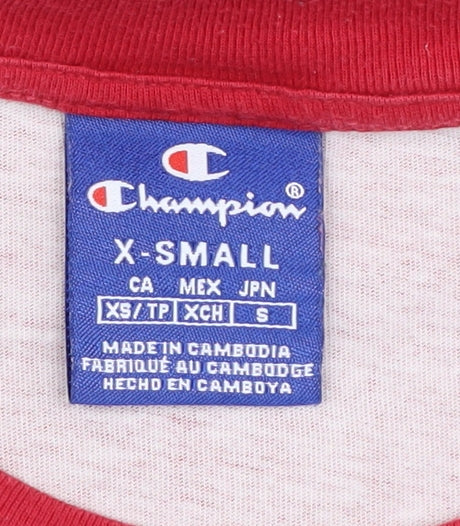 Champion®
X-SMALL
CA MEX JPN
XS/TP XCH S
MADE IN CAMBODIA
FABRIQUÉ AU CAMBODGE
HECHO EN CAMBOYA